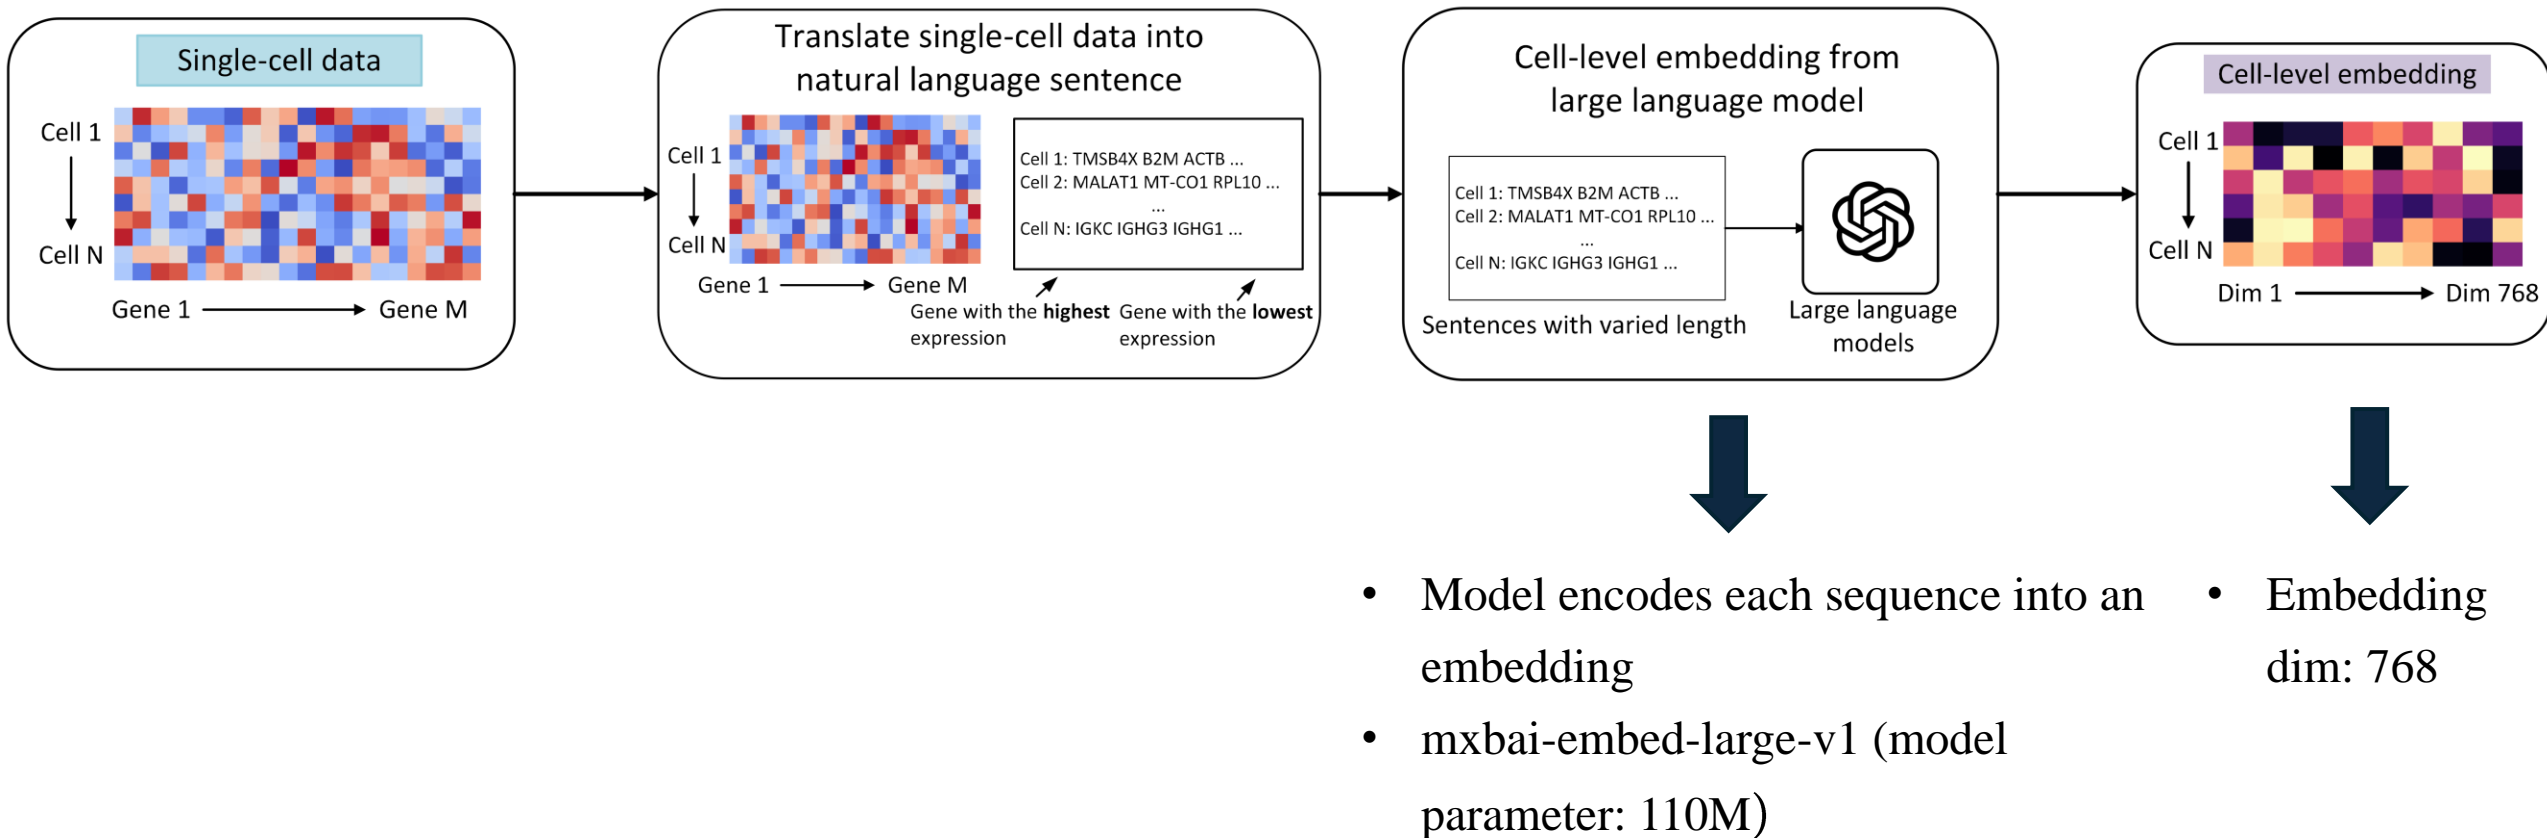 Single-cell data
Cell 1
Cell N
Gene 1
Gene M
Translate single-cell data into
natural language sentence
Cell 1
Cell N
Gene 1
Gene M
Cell 1: TMSB4X B2M ACTB ...
Cell 2: MALAT1 MT-CO1 RPL10 ...
...
Cell N: IGKC IGHG3 IGHG1 ...
Gene with the highest
expression
Gene with the lowest
expression
Cell-level embedding from
large language model
Cell 1: TMSB4X B2M ACTB ...
Cell 2: MALAT1 MT-CO1 RPL10 ...
...
Cell N: IGKC IGHG3 IGHG1 ...
Sentences with varied length
Large language
models
Cell-level embedding
Cell 1
Cell N
Dim 1
Dim 768
• Model encodes each sequence into an
embedding
• mxbai-embed-large-v1 (model
parameter: 110M)
• Embedding
dim: 768